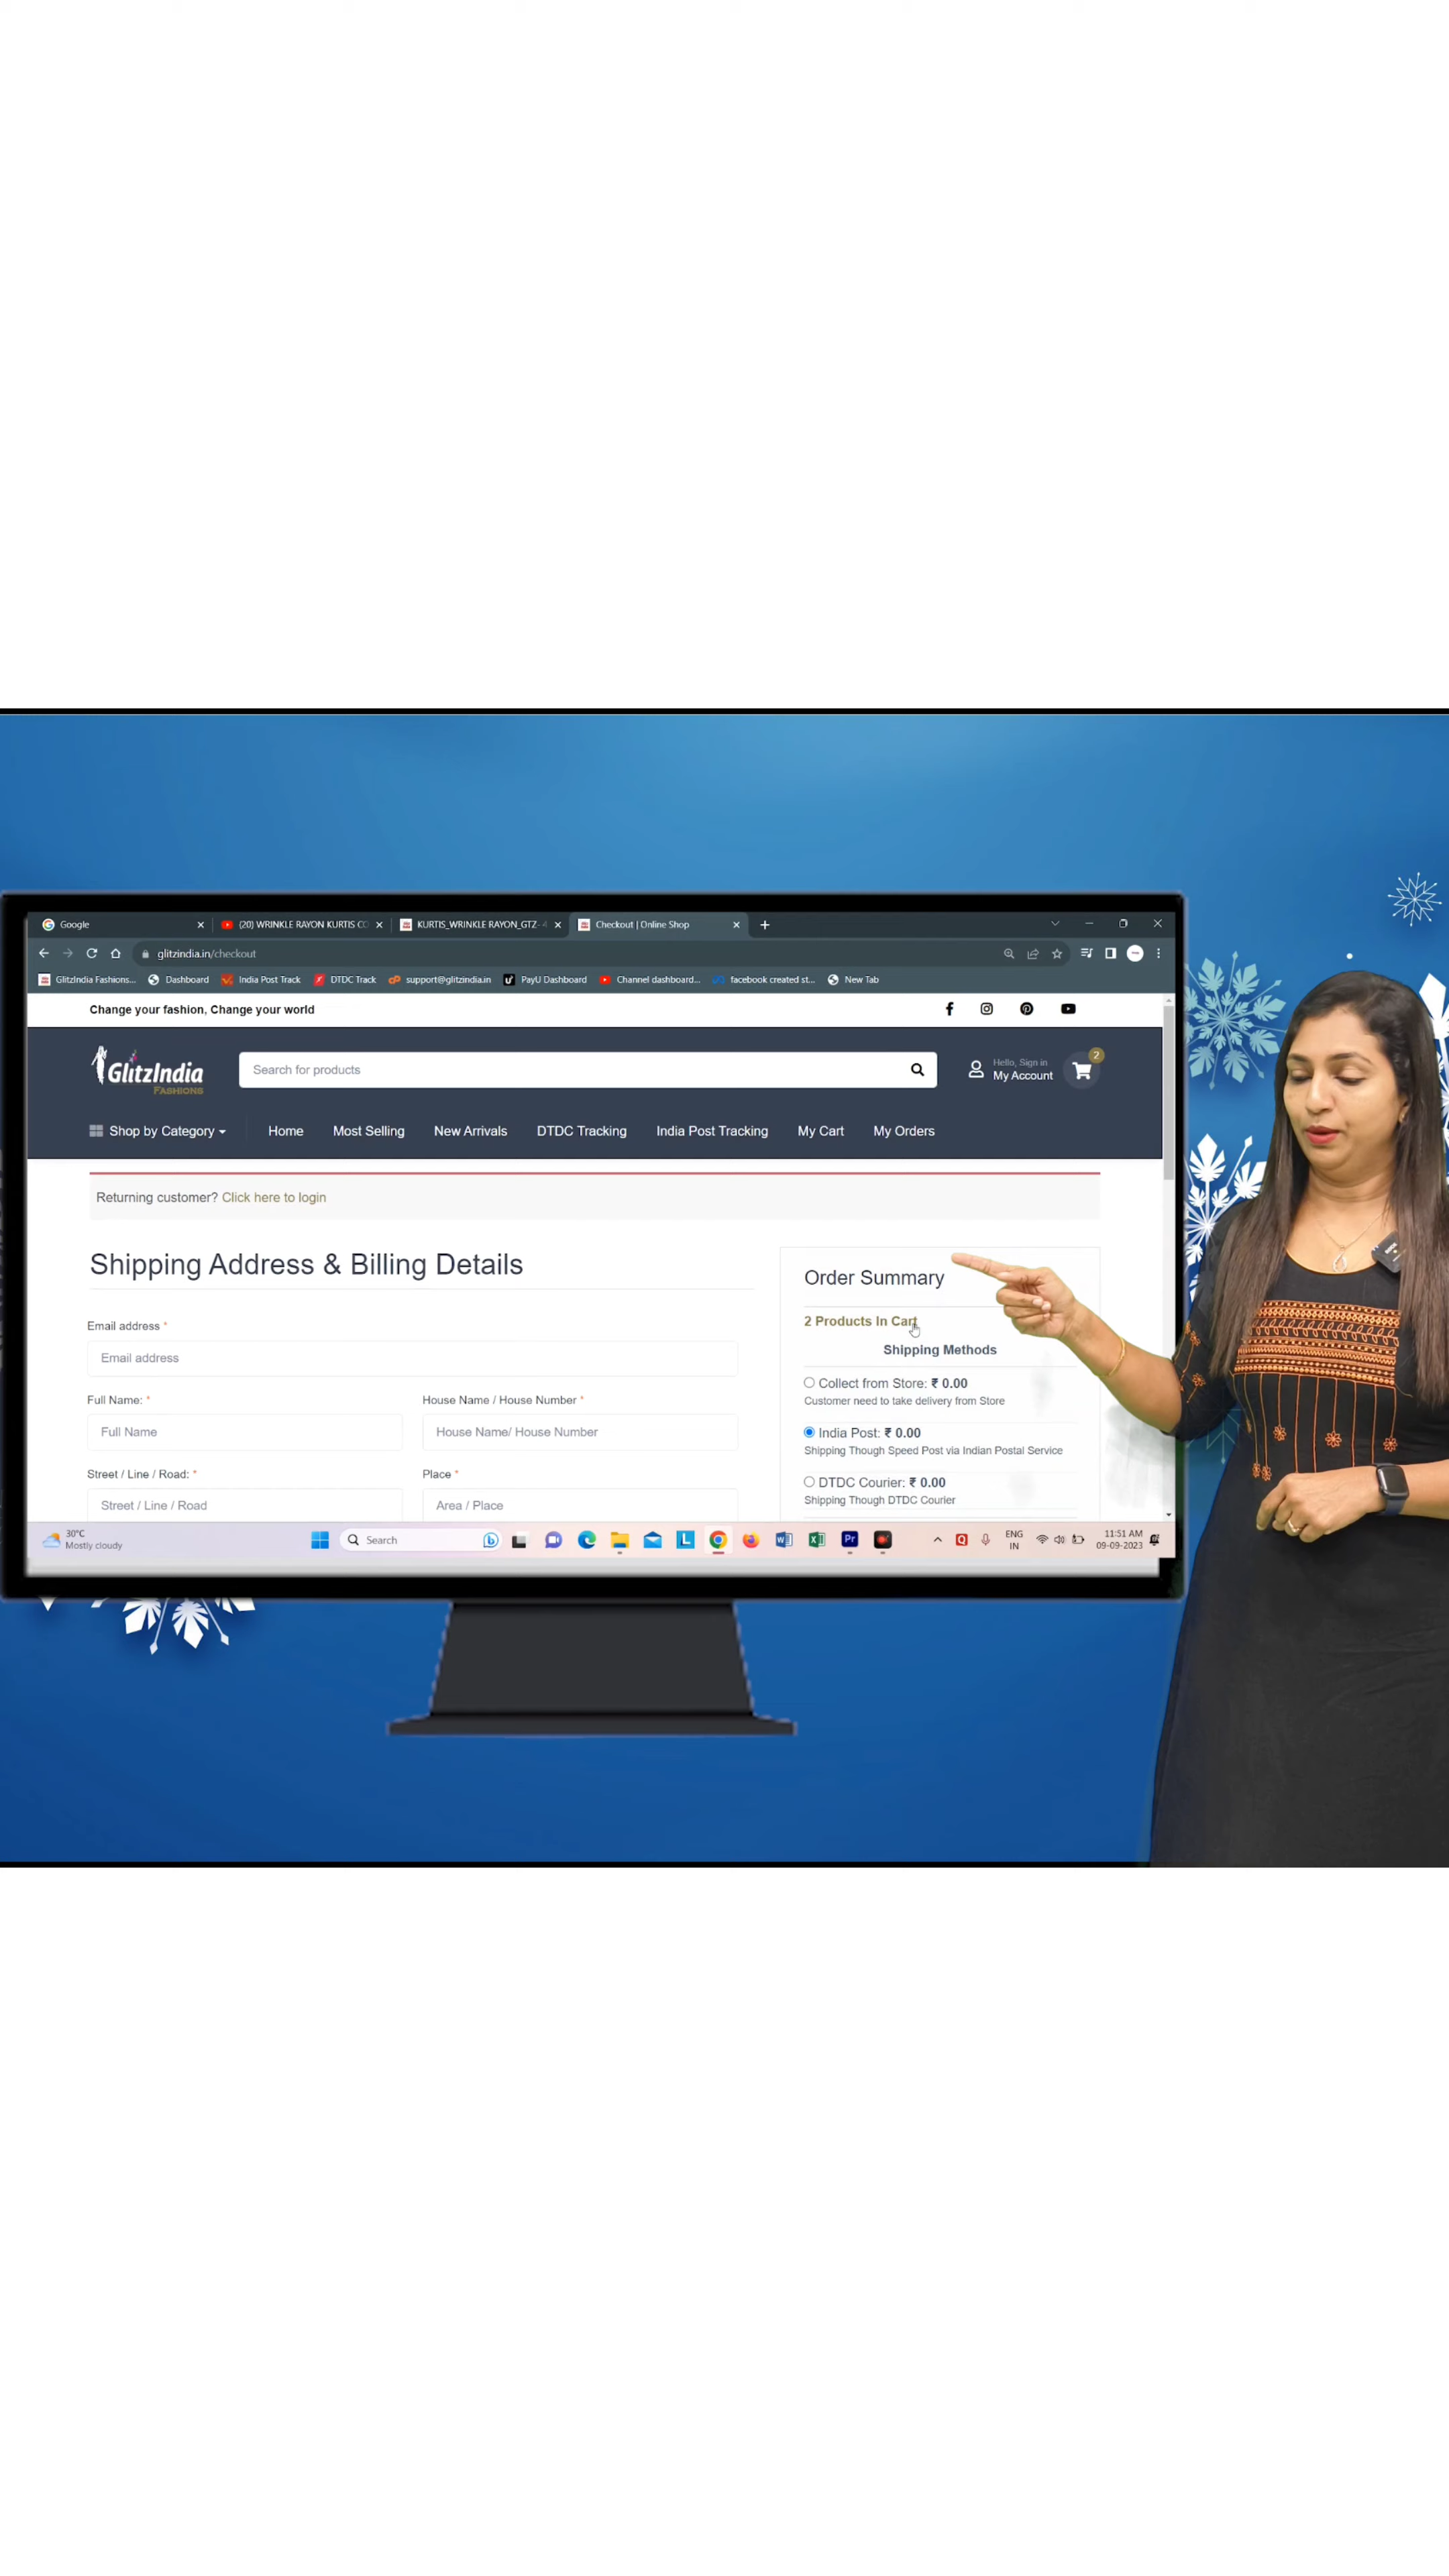 Google
(20) WRINKLE RAYON KURTIS CO
KURTIS_WRINKLE RAYON_GTZ- 4
Checkout | Online Shop
glitzindia.in/checkout
GlitzIndia Fashions...
Dashboard
India Post Track
DTDC Track
support@glitzindia.in
PayU Dashboard
Channel dashboard...
facebook created st...
New Tab
Change your fashion, Change your world
GlitzIndia
FASHIONS
Search for products
Hello, Sign in
My Account
2
Shop by Category
Home
Most Selling
New Arrivals
DTDC Tracking
India Post Tracking
My Cart
My Orders
Returning customer? Click here to login
Shipping Address & Billing Details
Email address *
Email address
Full Name: *
House Name / House Number *
Full Name
House Name/ House Number
Street / Line / Road: *
Place *
Street / Line / Road
Area / Place
Order Summary
2 Products In Cart
Shipping Methods
Collect from Store: ₹ 0.00
Customer need to take delivery from Store
India Post: ₹ 0.00
Shipping Though Speed Post via Indian Postal Service
DTDC Courier: ₹ 0.00
Shipping Though DTDC Courier
30°C
Mostly cloudy
Search
ENG
IN
11:51 AM
09-09-2023